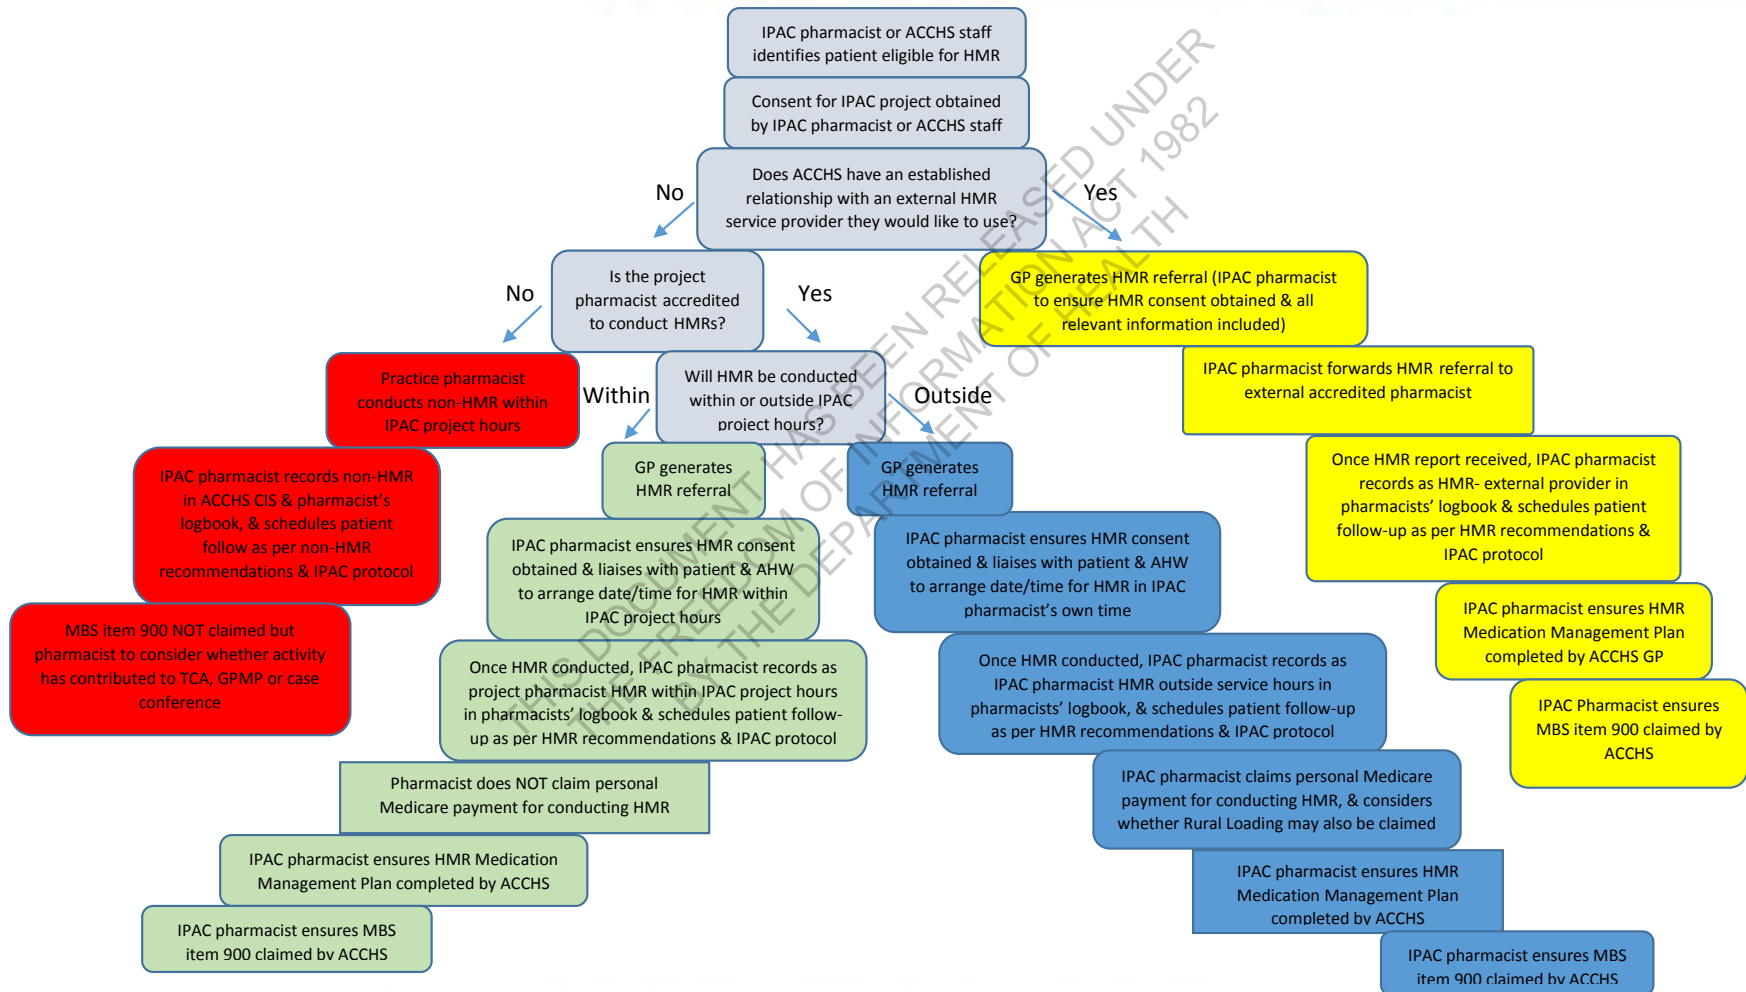 IPAC pharmacist or ACCHS staff
identifies patient eligible for HMR
Consent for IPAC project obtained
by IPAC pharmacist or ACCHS staff
Does ACCHS have an established
relationship with an external HMR
service provider they would like to use?
No
Yes
Is the project
pharmacist accredited
to conduct HMRs?
No
Yes
GP generates HMR referral (IPAC pharmacist
to ensure HMR consent obtained & all
relevant information included)
Practice pharmacist
conducts non-HMR within
IPAC project hours
Will HMR be conducted
within or outside IPAC
project hours?
Within
Outside
IPAC pharmacist forwards HMR referral to
external accredited pharmacist
IPAC pharmacist records non-HMR
in ACCHS CIS & pharmacist’s
logbook, & schedules patient
follow as per non-HMR
recommendations & IPAC protocol
GP generates
HMR referral
GP generates
HMR referral
Once HMR report received, IPAC pharmacist
records as HMR- external provider in
pharmacists’ logbook & schedules patient
follow-up as per HMR recommendations &
IPAC protocol
IPAC pharmacist ensures HMR consent
obtained & liaises with patient & AHW
to arrange date/time for HMR within
IPAC project hours
IPAC pharmacist ensures HMR consent
obtained & liaises with patient & AHW
to arrange date/time for HMR in IPAC
pharmacist’s own time
MBS item 900 NOT claimed but
pharmacist to consider whether activity
has contributed to TCA, GPMP or case
conference
IPAC pharmacist ensures HMR
Medication Management Plan
completed by ACCHS GP
Once HMR conducted, IPAC pharmacist records as
project pharmacist HMR within IPAC project hours
in pharmacists’ logbook & schedules patient follow-
up as per HMR recommendations & IPAC protocol
Once HMR conducted, IPAC pharmacist records as
IPAC pharmacist HMR outside service hours in
pharmacists’ logbook, & schedules patient follow-up
as per HMR recommendations & IPAC protocol
IPAC Pharmacist ensures
MBS item 900 claimed by
ACCHS
Pharmacist does NOT claim personal
Medicare payment for conducting HMR
IPAC pharmacist claims personal Medicare
payment for conducting HMR, & considers
whether Rural Loading may also be claimed
IPAC pharmacist ensures HMR Medication
Management Plan completed by ACCHS
IPAC pharmacist ensures HMR
Medication Management Plan
completed by ACCHS
IPAC pharmacist ensures MBS
item 900 claimed by ACCHS
IPAC pharmacist ensures MBS
item 900 claimed by ACCHS
THIS DOCUMENT HAS BEEN RELEASED UNDER
THE FREEDOM OF INFORMATION ACT 1982
BY THE DEPARTMENT OF HEALTH